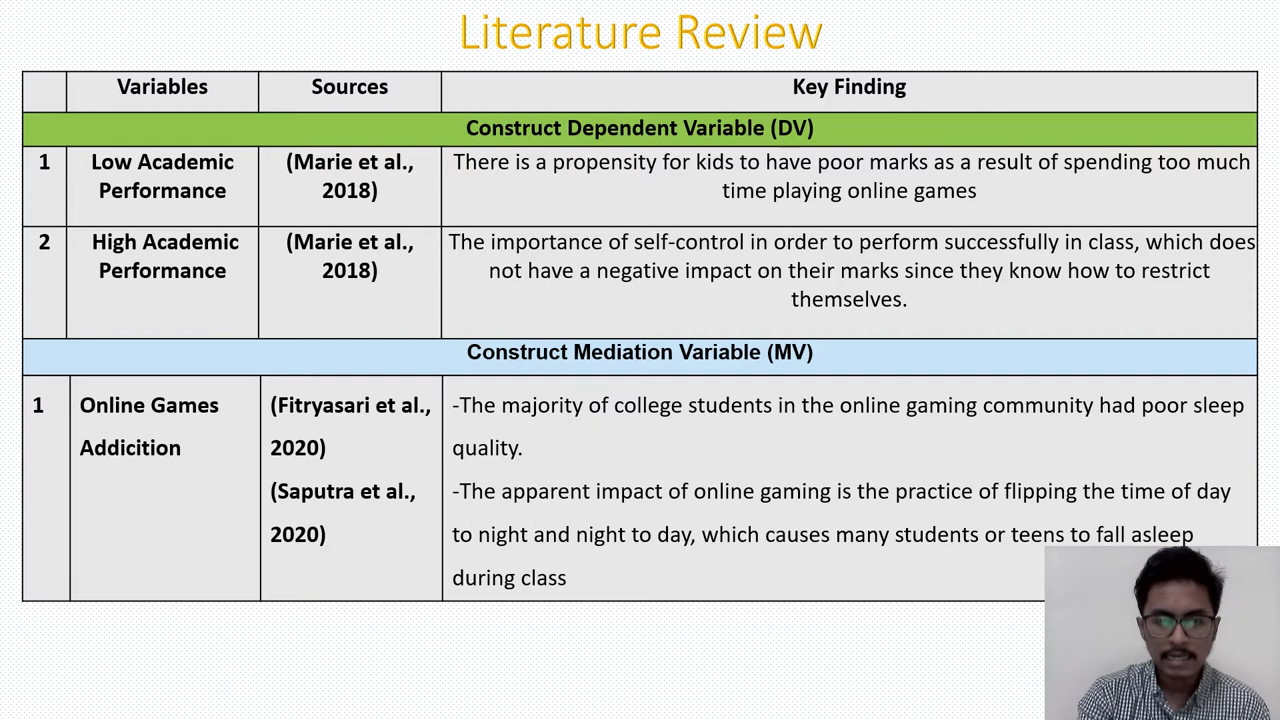 Literature Review
Variables
Sources
Key Finding
Construct Dependent Variable (DV)
1
Low Academic
Performance
(Marie et al.,
2018)
There is a propensity for kids to have poor marks as a result of spending too much
time playing online games
2
High Academic
Performance
(Marie et al.,
2018)
The importance of self-control in order to perform successfully in class, which does
not have a negative impact on their marks since they know how to restrict
themselves.
Construct Mediation Variable (MV)
1
Online Games
Addicition
(Fitryasari et al.,
2020)
(Saputra et al.,
2020)
-The majority of college students in the online gaming community had poor sleep
quality.
-The apparent impact of online gaming is the practice of flipping the time of day
to night and night to day, which causes many students or teens to fall asleep
during class